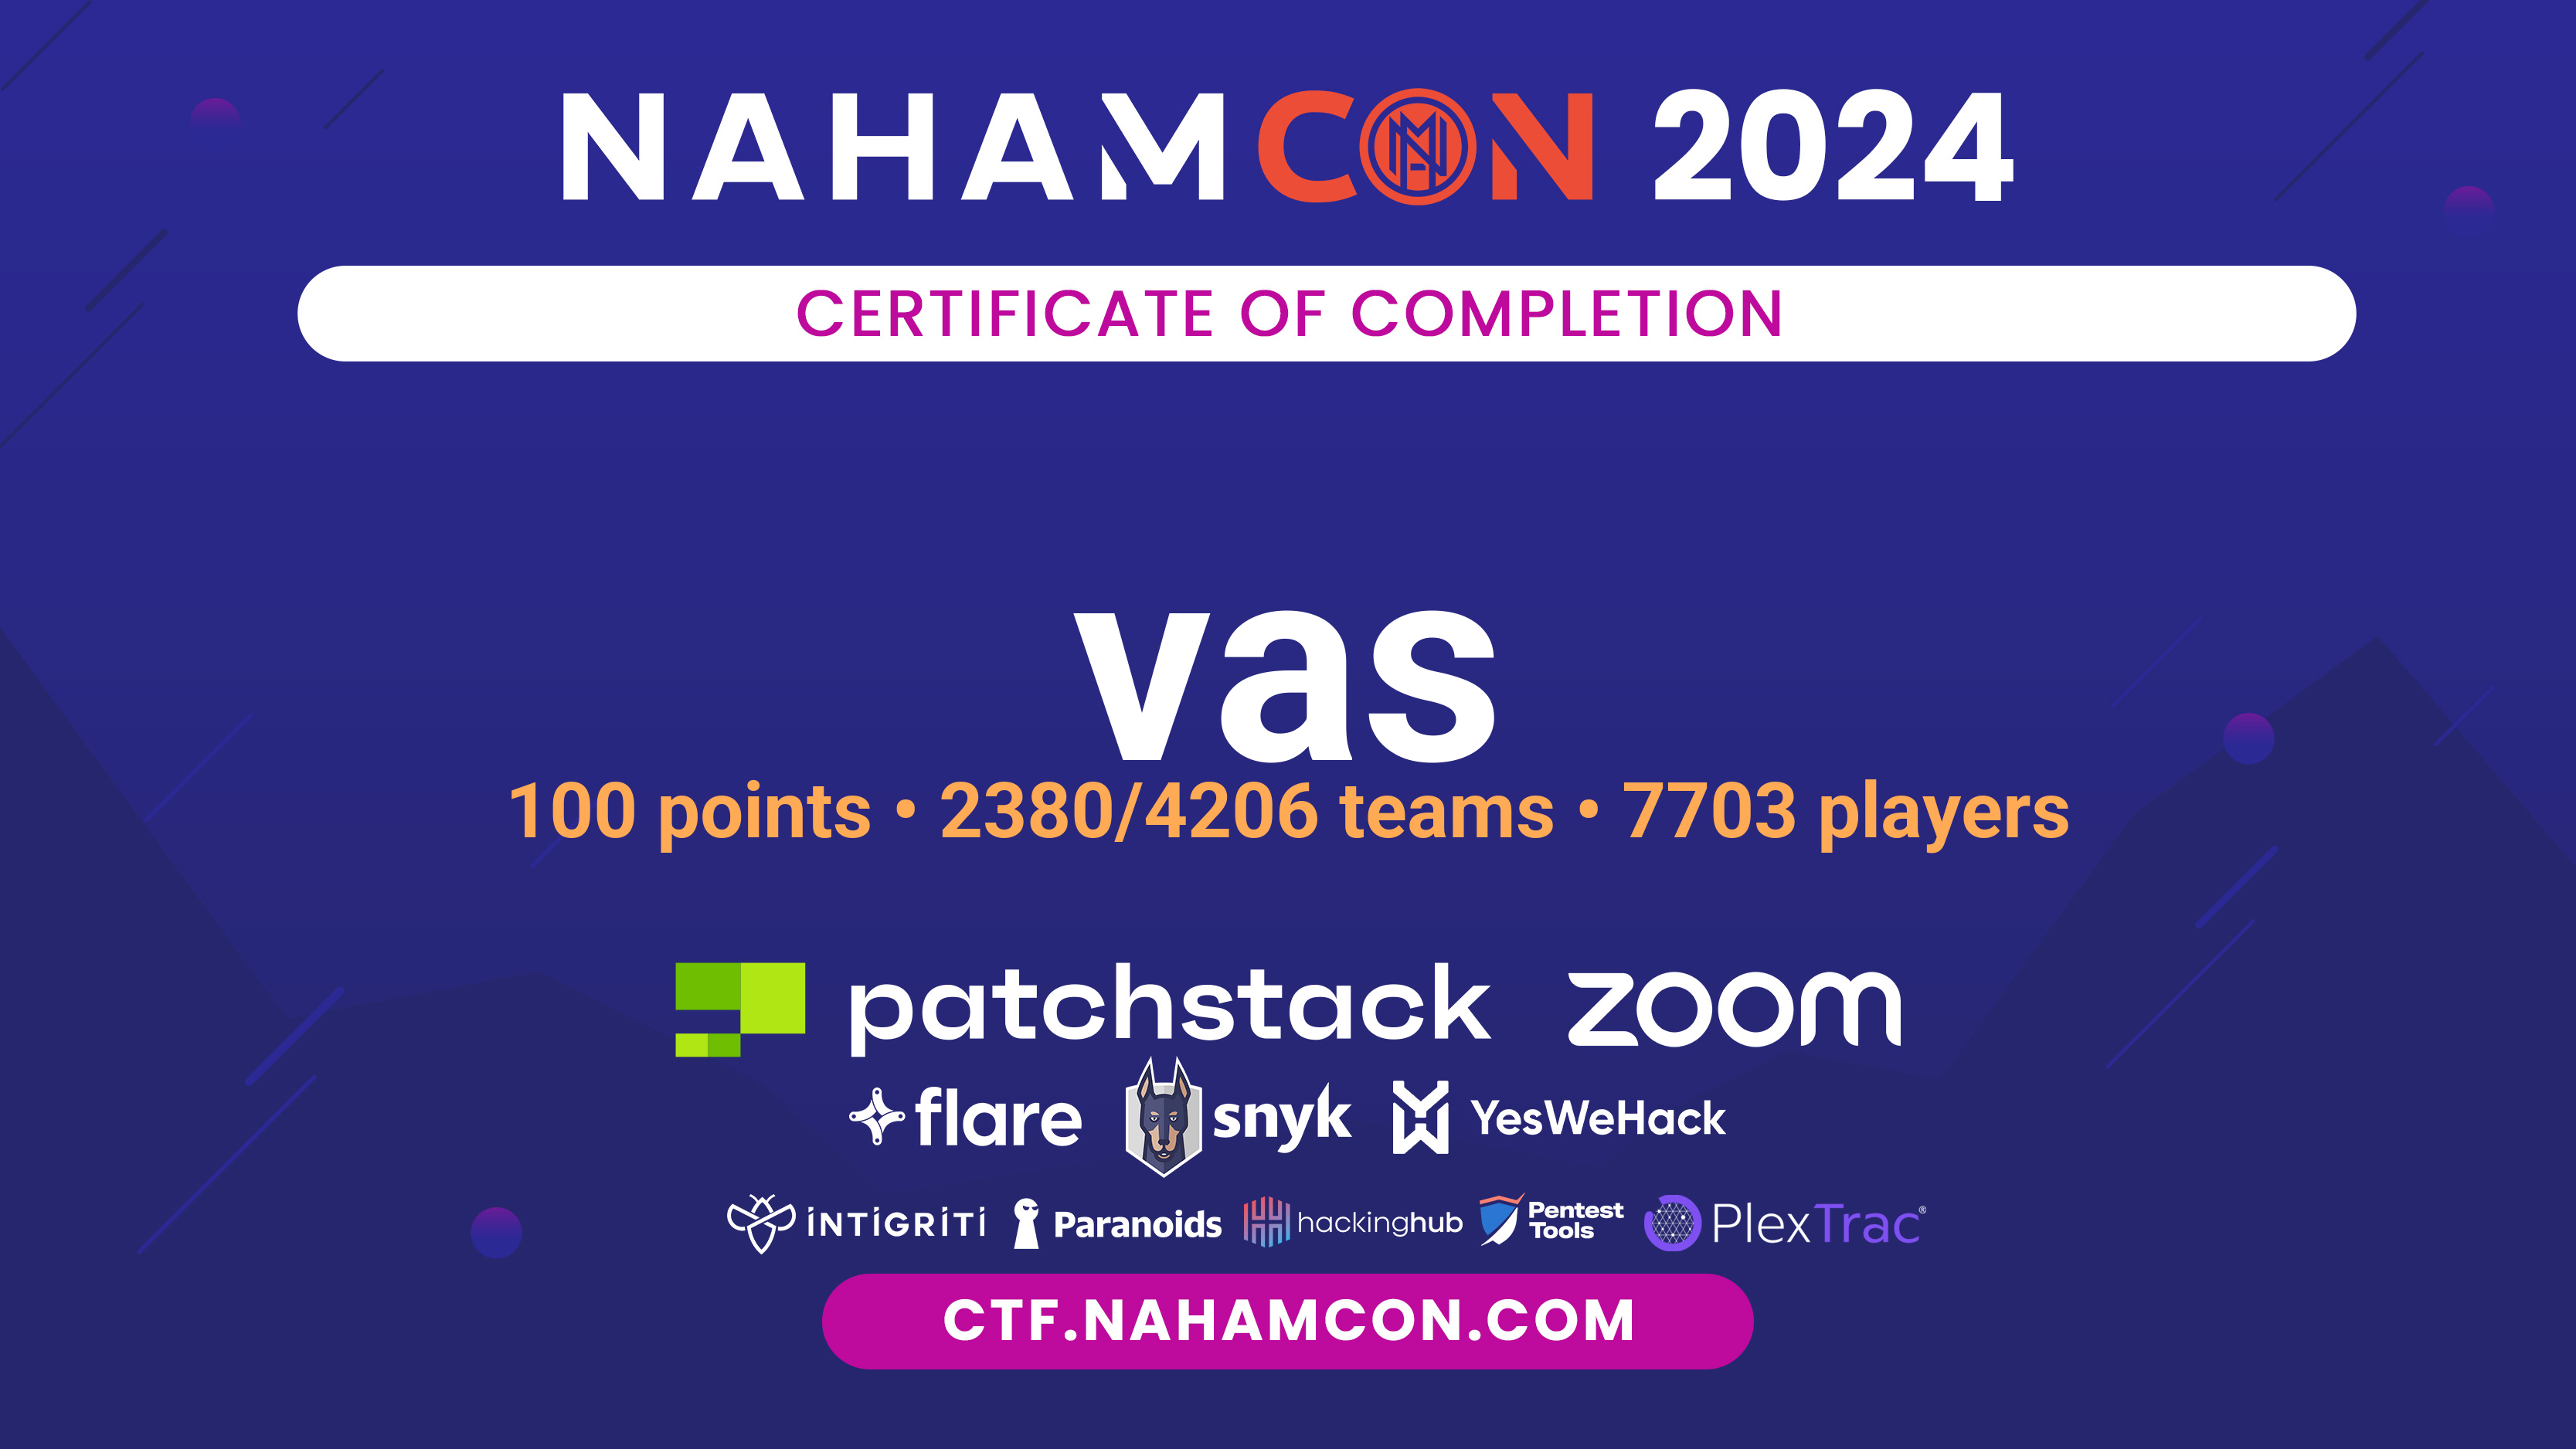 NAHAMCON 2024
CERTIFICATE OF COMPLETION
vas
100 points • 2380/4206 teams • 7703 players
patchstack zoom
flare snyk YesWeHack
INTIGRITI Paranoids hackinghub Pentest Tools PlexTrac®
CTF.NAHAMCON.COM